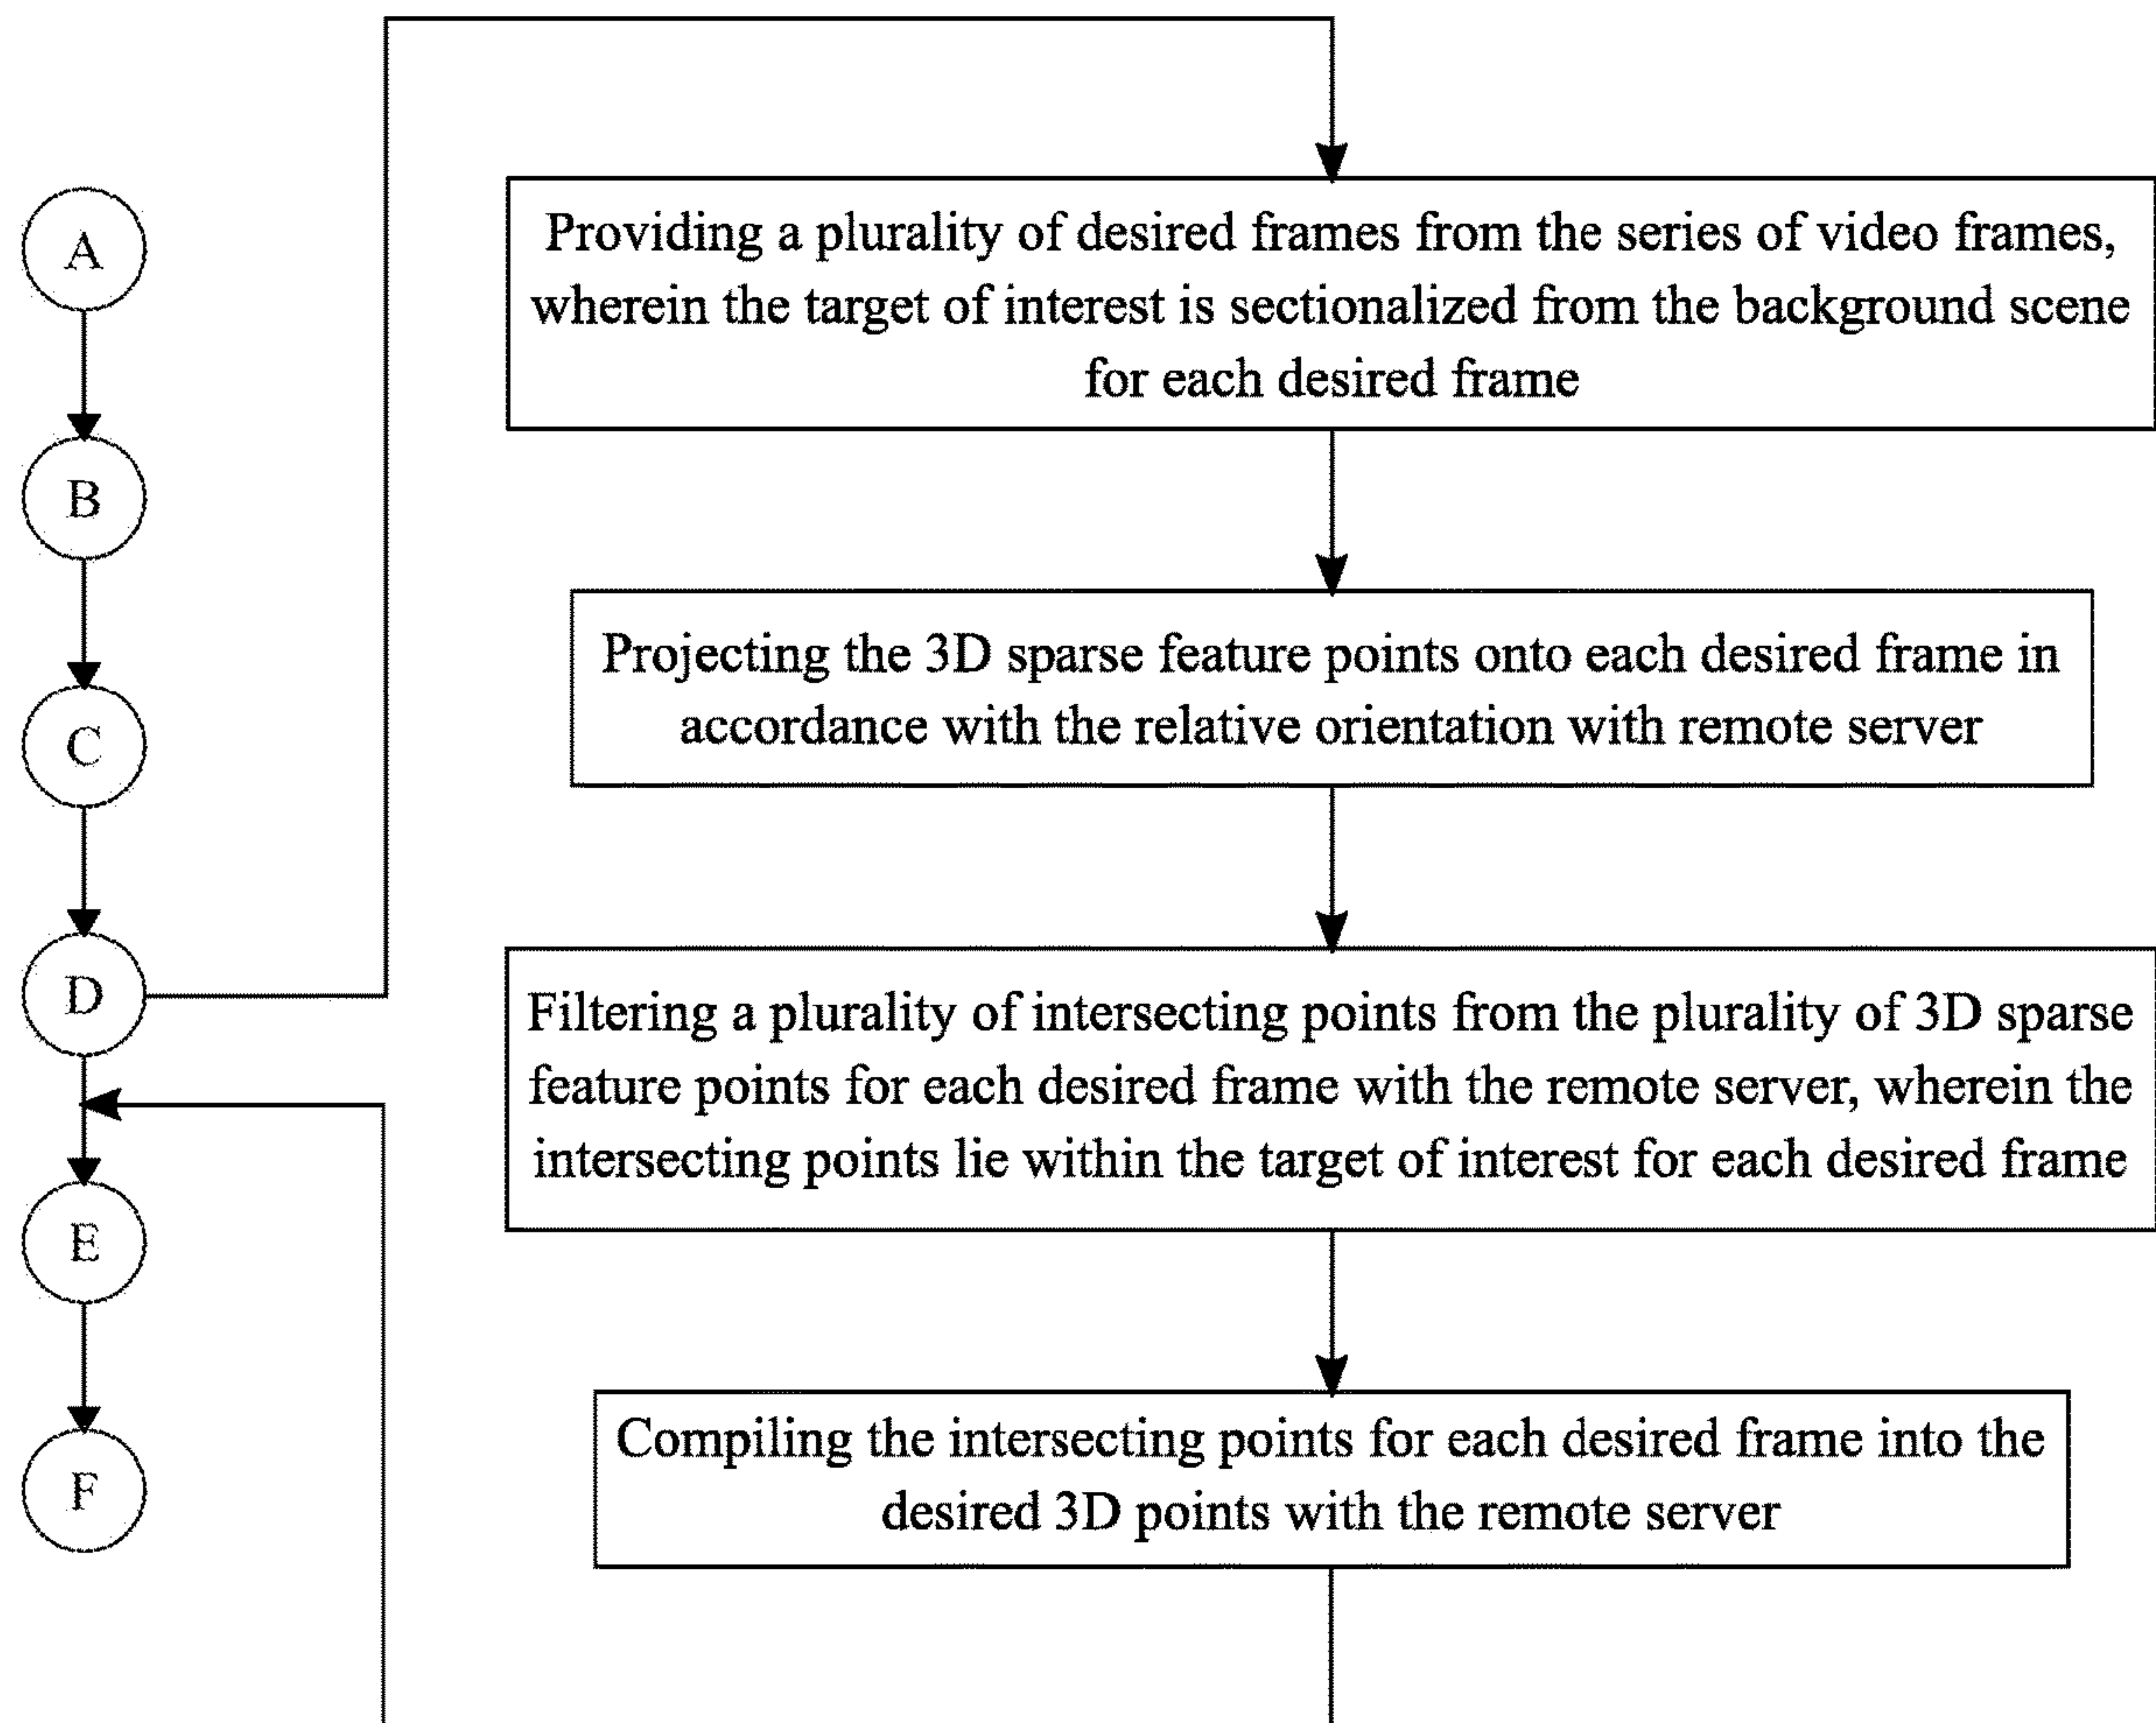 A
B
C
D
E
F
Providing a plurality of desired frames from the series of video frames,
wherein the target of interest is sectionalized from the background scene
for each desired frame
Projecting the 3D sparse feature points onto each desired frame in
accordance with the relative orientation with remote server
Filtering a plurality of intersecting points from the plurality of 3D sparse
feature points for each desired frame with the remote server, wherein the
intersecting points lie within the target of interest for each desired frame
Compiling the intersecting points for each desired frame into the
desired 3D points with the remote server